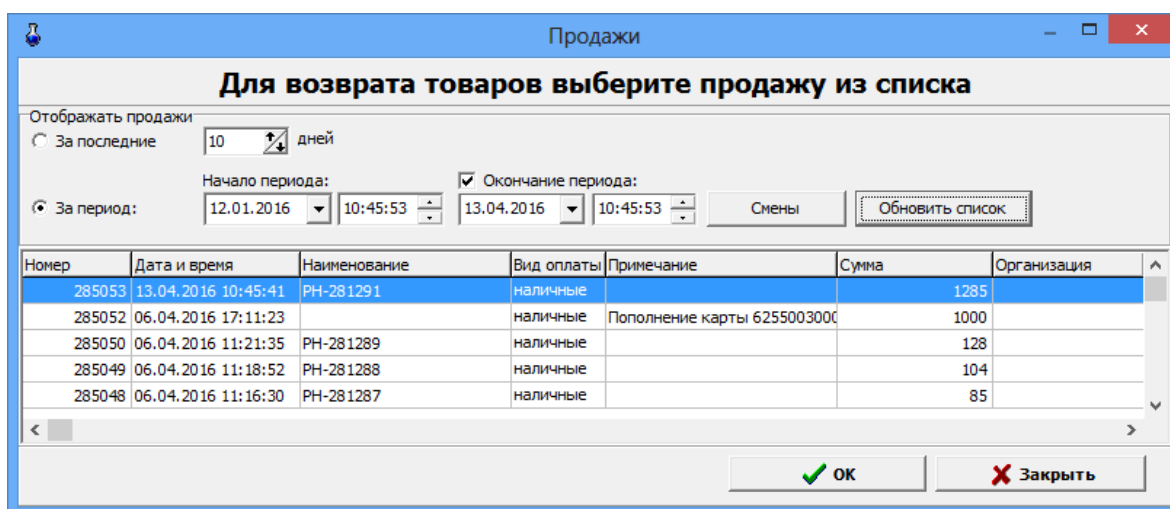 Продажи
Для возврата товаров выберите продажу из списка
Отображать продажи
За последние 10 дней
Начало периода: Окончание периода:
За период: 12.01.2016 10:45:53 13.04.2016 10:45:53 Смены Обновить список
Номер Дата и время Наименование Вид оплаты Примечание Сумма Организация
285053 13.04.2016 10:45:41 РН-281291 наличные 1285
285052 06.04.2016 17:11:23 наличные Пополнение карты 6255003000 1000
285050 06.04.2016 11:21:35 РН-281289 наличные 128
285049 06.04.2016 11:18:52 РН-281288 наличные 104
285048 06.04.2016 11:16:30 РН-281287 наличные 85
ОК Закрыть